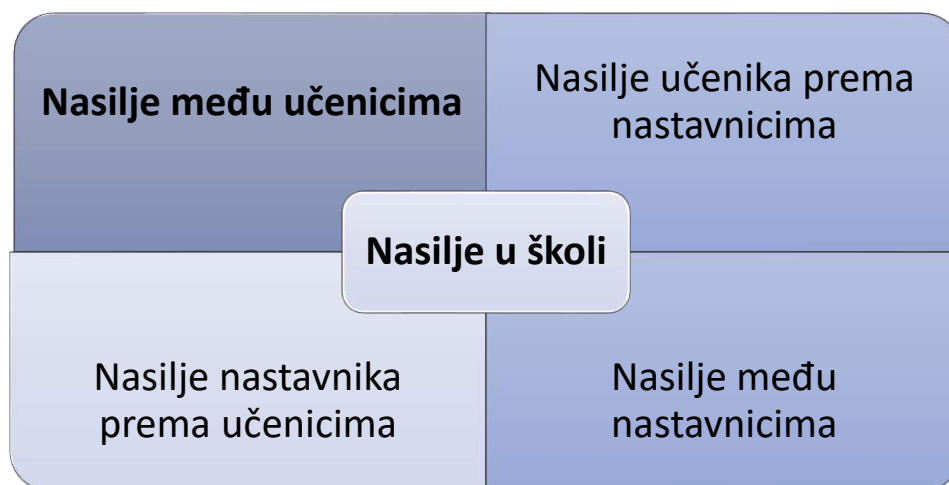 Nasilje među učenicima
Nasilje učenika prema
nastavnicima
Nasilje u školi
Nasilje nastavnika
prema učenicima
Nasilje među
nastavnicima